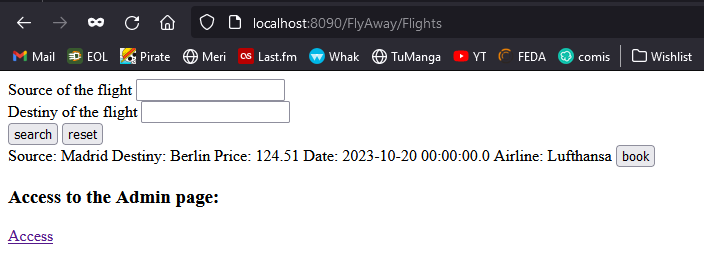 localhost:8090/FlyAway/Flights
Mail EOL Pirate Meri Last.fm Whak TuManga YT FEDA comis Wishlist
Source of the flight
Destiny of the flight
search reset
Source: Madrid Destiny: Berlin Price: 124.51 Date: 2023-10-20 00:00:00.0 Airline: Lufthansa book
Access to the Admin page:
Access